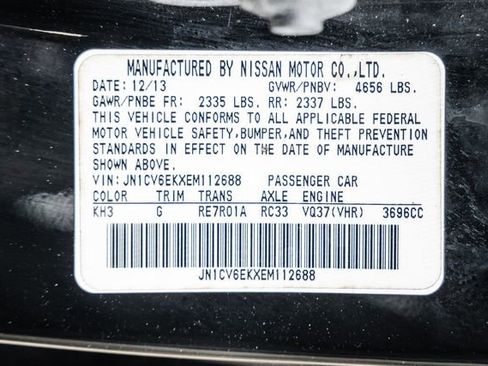 MANUFACTURED BY NISSAN MOTOR CO.,LTD.
DATE: 12/13 GVWR/PNBV: 4656 LBS.
GAWR/PNBE FR: 2335 LBS. RR: 2337 LBS.
THIS VEHICLE CONFORMS TO ALL APPLICABLE FEDERAL
MOTOR VEHICLE SAFETY,BUMPER,AND THEFT PREVENTION
STANDARDS IN EFFECT ON THE DATE OF MANUFACTURE
SHOWN ABOVE.
VIN: JN1CV6EKXEM112688 PASSENGER CAR
COLOR TRIM TRANS AXLE ENGINE
KH3 G RE7R01A RC33 VQ37(VHR) 3696CC
JN1CV6EKXEM112688